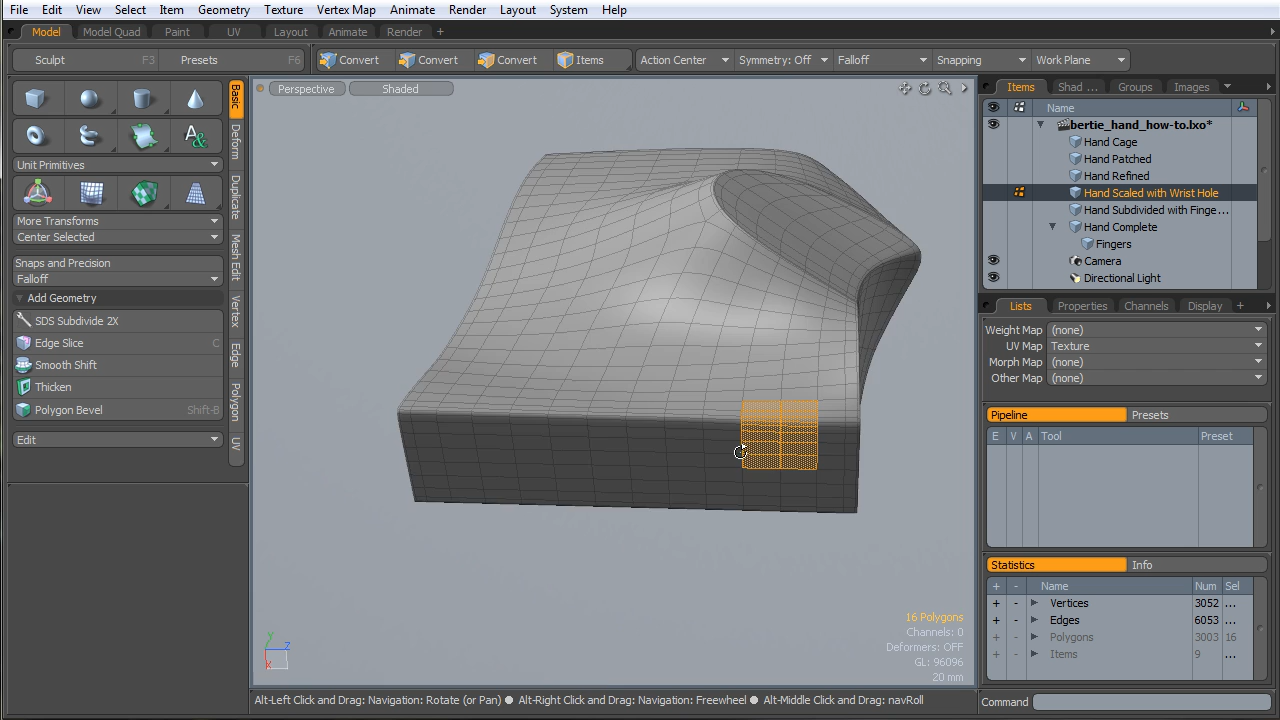 File Edit View Select Item Geometry Texture Vertex Map Animate Render Layout System Help
Model Model Quad Paint UV Layout Animate Render +
Sculpt F3 Presets F6 Convert Convert Convert Items Action Center Symmetry: Off Falloff Snapping Work Plane
Basic
Deform
Duplicate
Mesh Edit
Vertex
Edge
Polygon
UV
Unit Primitives
More Transforms
Center Selected
Snaps and Precision
Falloff
Add Geometry
SDS Subdivide 2X
Edge Slice C
Smooth Shift
Thicken
Polygon Bevel Shift-B
Edit
Perspective Shaded
16 Polygons
Channels: 0
Deformers: OFF
GL: 96096
20 mm
Y
Z
X
Items Shad ... Groups Images
Name
bertie_hand_how-to.lxo*
Hand Cage
Hand Patched
Hand Refined
Hand Scaled with Wrist Hole
Hand Subdivided with Finge...
Hand Complete
Fingers
Camera
Directional Light
Lists Properties Channels Display +
Weight Map (none)
UV Map Texture
Morph Map (none)
Other Map (none)
Pipeline Presets
E V A Tool Preset
Statistics Info
+ - Name Num Sel
+ - Vertices 3052 ...
+ - Edges 6053 ...
+ - Polygons 3003 16
+ - Items 9 ...
Alt-Left Click and Drag: Navigation: Rotate (or Pan) ● Alt-Right Click and Drag: Navigation: Freewheel ● Alt-Middle Click and Drag: navRoll
Command